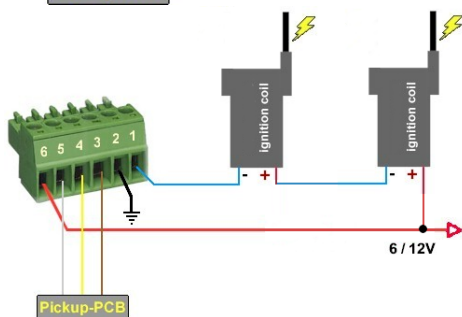 ignition coil
ignition coil
6 5 4 3 2 1
- +
- +
6 / 12V
Pickup-PCB